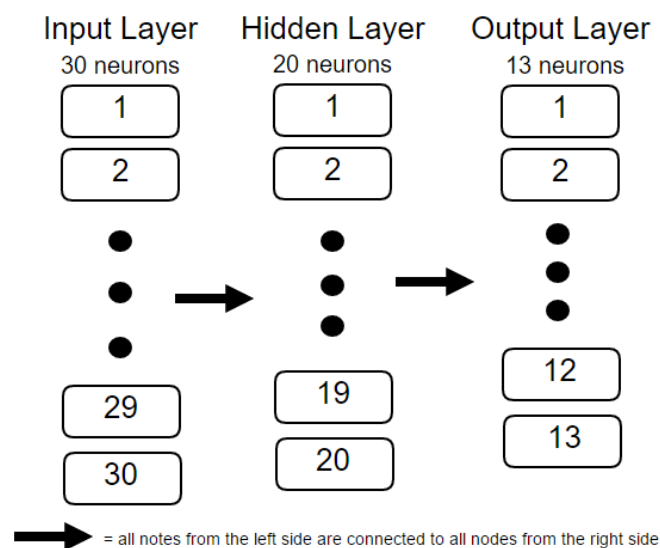 Input Layer Hidden Layer Output Layer
30 neurons 20 neurons 13 neurons
1 1 1
2 2 2
29 19 12
30 20 13
= all notes from the left side are connected to all nodes from the right side